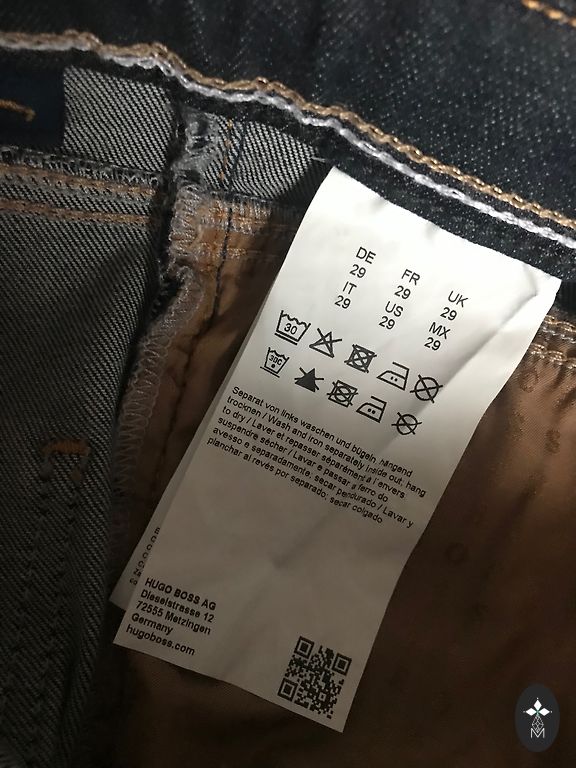 DE FR UK
29 29 29
IT US MX
29 29 29
30
30C
Separat von links waschen und bügeln, hängend
trocknen / Wash and iron separately inside out, hang
to dry / Laver et repasser séparément à l'envers
suspendre sécher / Lavar e passar a ferro do
avesso e separadamente; secar pendurado / Lavar y
planchar al revés por separado; secar colgado
HUGO BOSS AG
Dieselstrasse 12
72555 Metzingen
Germany
hugoboss.com
M